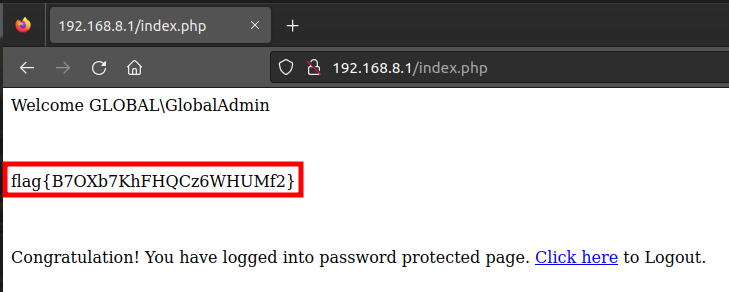 192.168.8.1/index.php
192.168.8.1/index.php
Welcome GLOBAL\GlobalAdmin
flag{B7OXb7KhFHQCz6WHUMf2}
Congratulation! You have logged into password protected page. Click here to Logout.